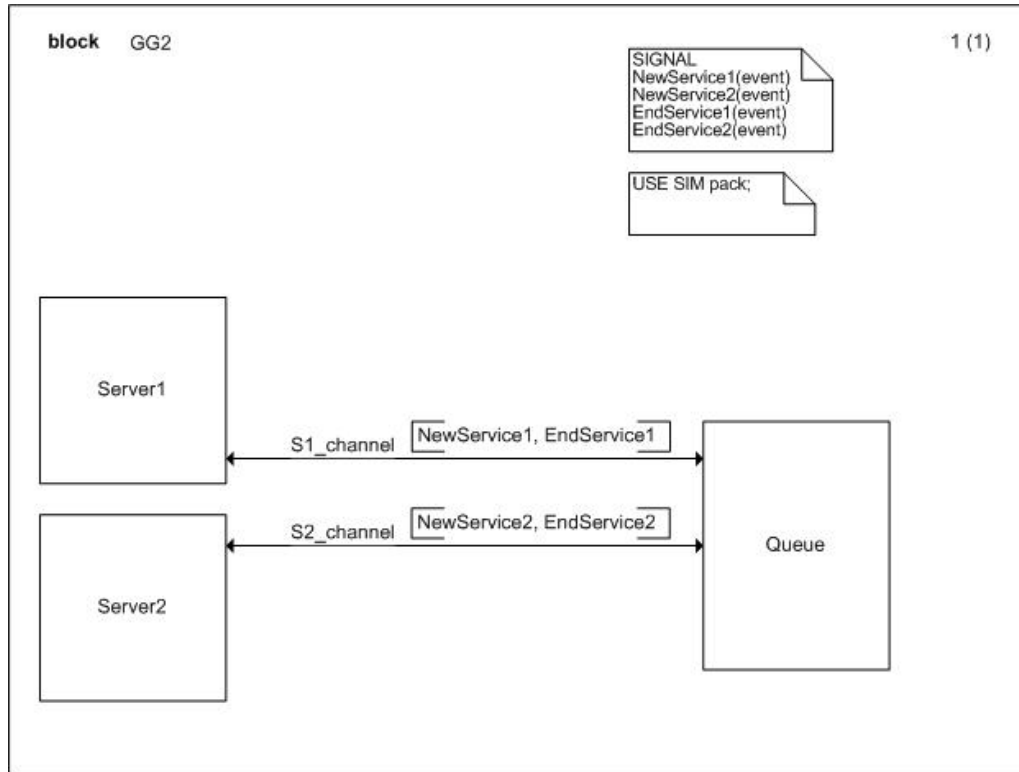 block GG2 1 (1)
SIGNAL
NewService1(event)
NewService2(event)
EndService1(event)
EndService2(event)
USE SIM pack;
Server1
S1_channel NewService1, EndService1
S2_channel NewService2, EndService2
Queue
Server2